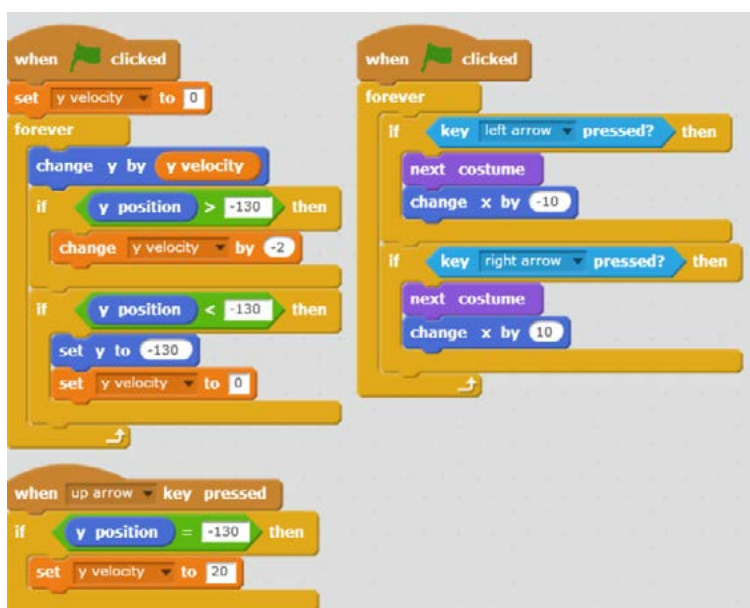 when clicked
set y velocity to 0
forever
change y by y velocity
if y position > -130 then
change y velocity by -2
if y position < -130 then
set y to -130
set y velocity to 0
when up arrow key pressed
if y position = -130 then
set y velocity to 20
when clicked
forever
if key left arrow pressed? then
next costume
change x by -10
if key right arrow pressed? then
next costume
change x by 10